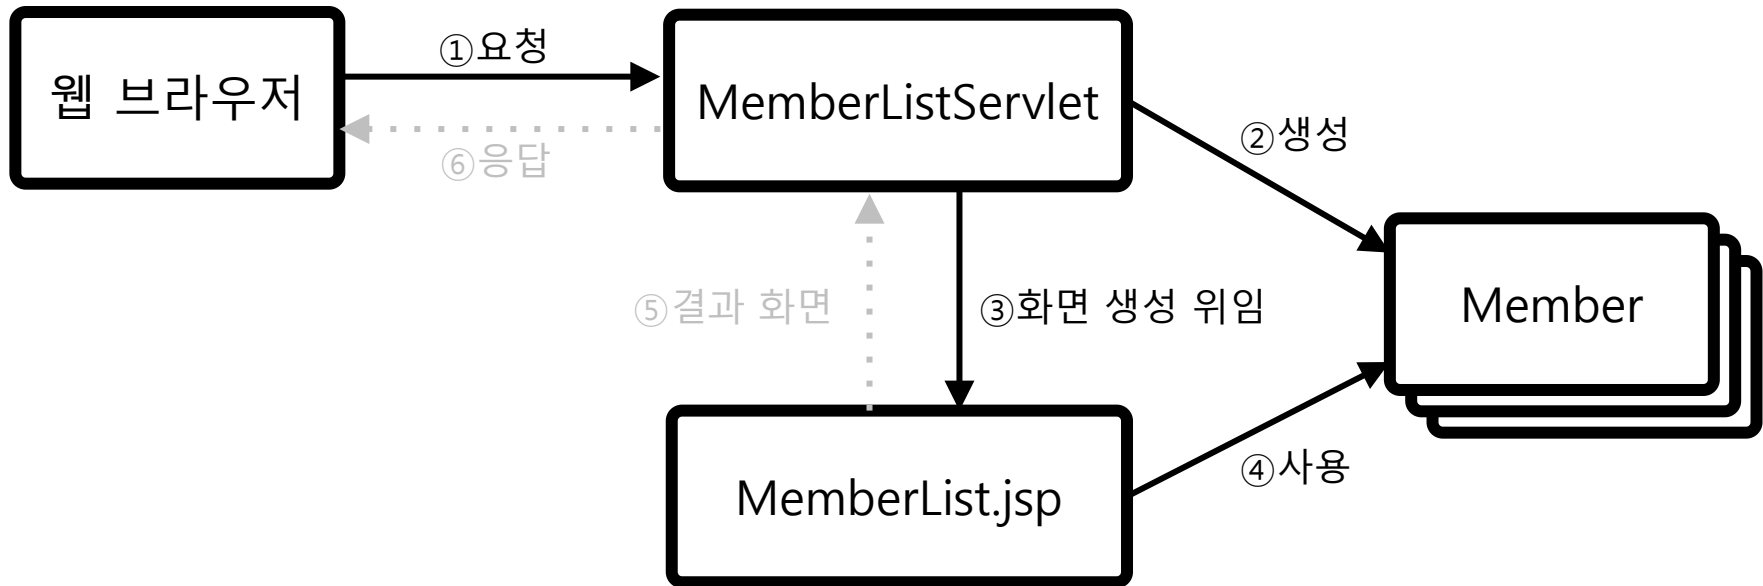 ①요청
웹 브라우저
MemberListServlet
②생성
⑥응답
Member
⑤결과 화면
③화면 생성 위임
④사용
MemberList.jsp